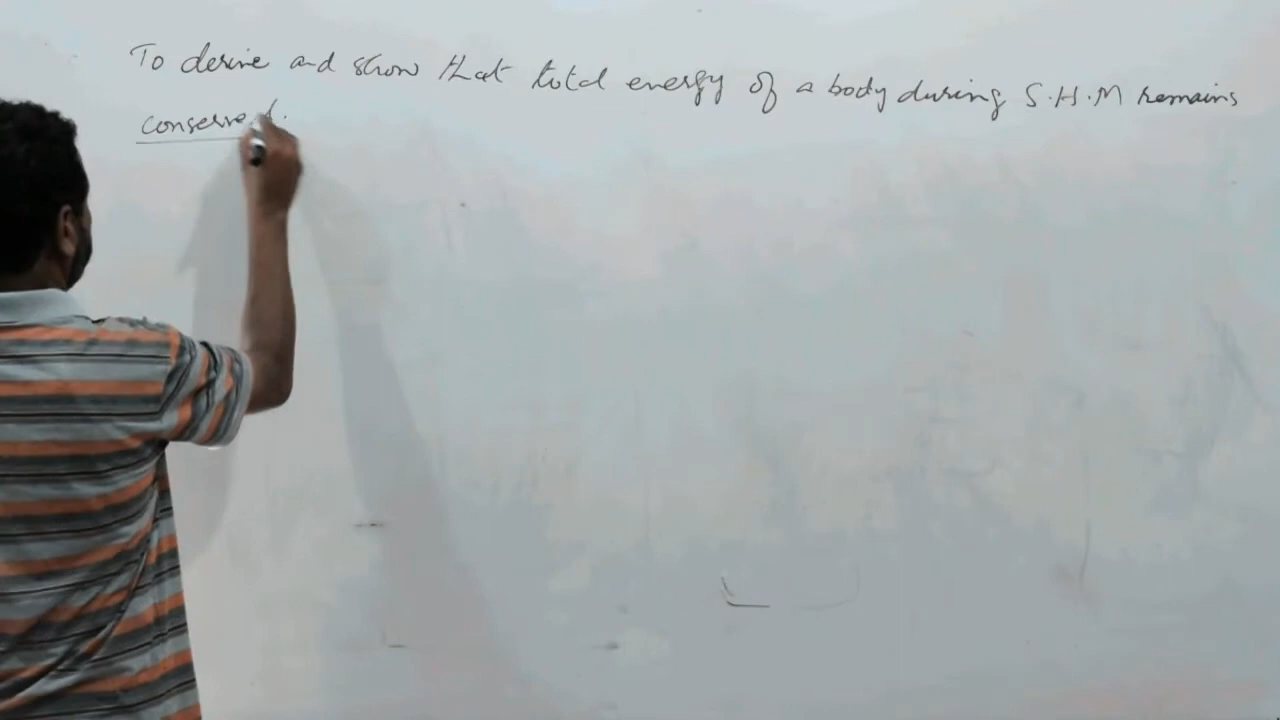 To derive and show that total energy of a body during S.H.M remains
conserved.